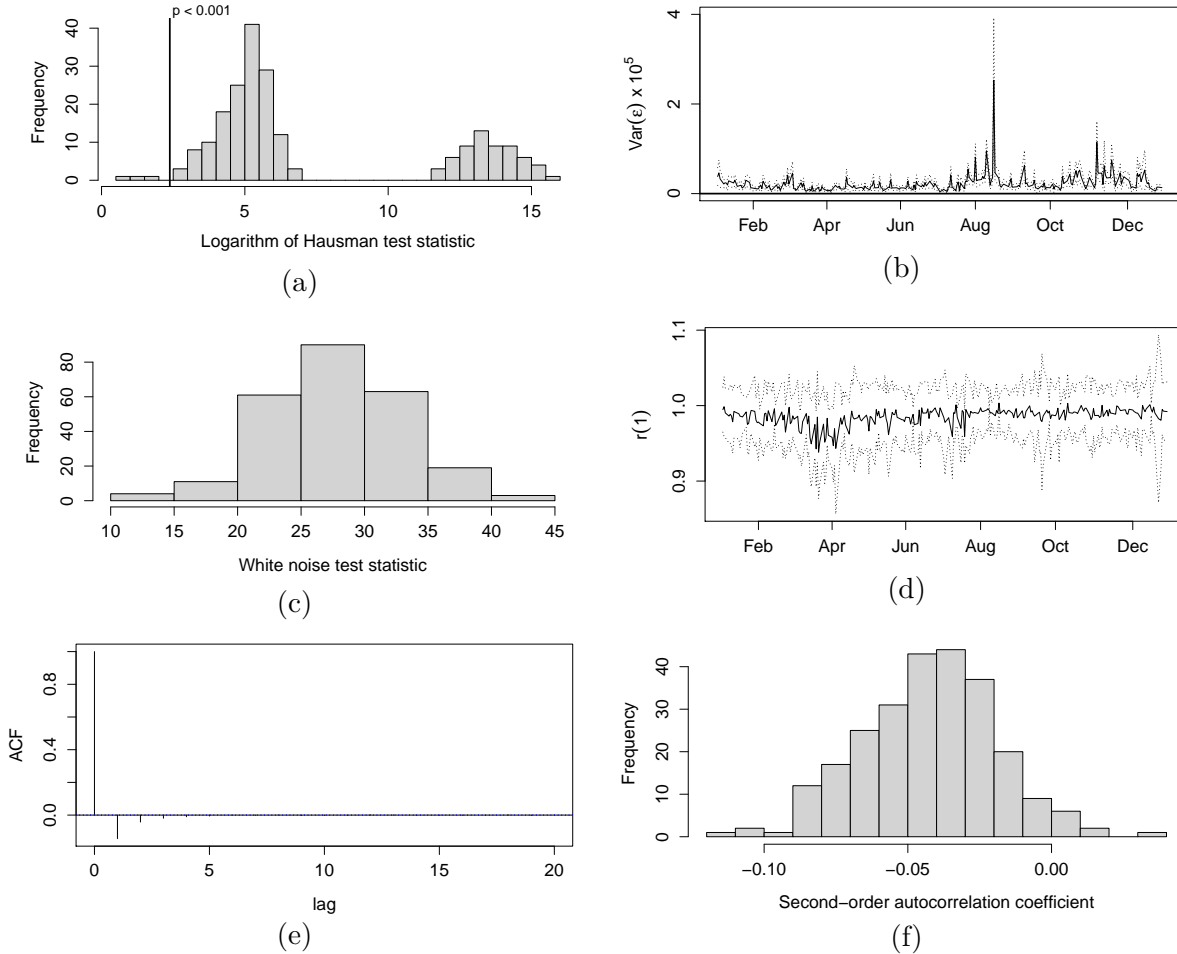 p < 0.001
Frequency
0 10 20 30 40
0 5 10 15
Logarithm of Hausman test statistic
(a)
Var(ε) x 10⁵
0 2 4
Feb Apr Jun Aug Oct Dec
(b)
Frequency
0 20 40 60 80
10 15 20 25 30 35 40 45
White noise test statistic
(c)
r(1)
0.9 1.0 1.1
Feb Apr Jun Aug Oct Dec
(d)
ACF
0.0 0.4 0.8
0 5 10 15 20
lag
(e)
Frequency
0 10 20 30 40
−0.10 −0.05 0.00
Second−order autocorrelation coefficient
(f)